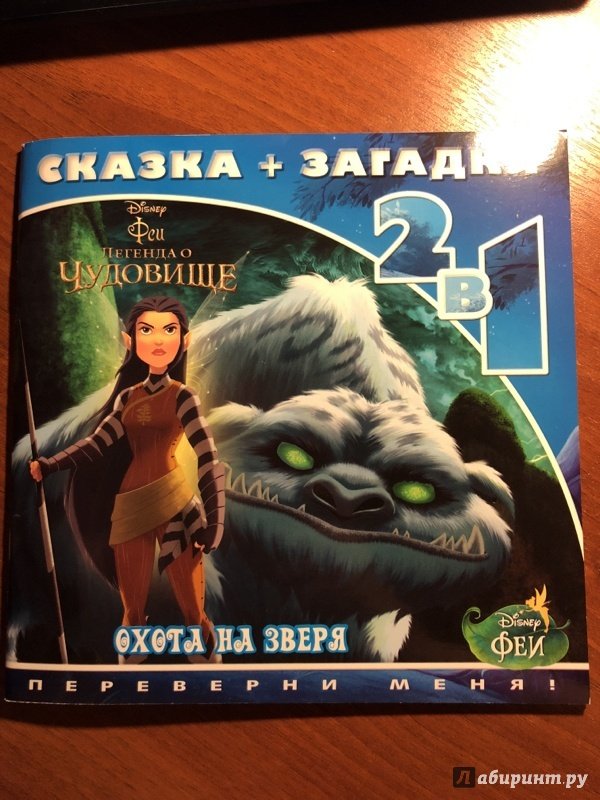 СКАЗКА + ЗАГАДКИ
2 в 1
Disney
Феи
Легенда о
Чудовище
ОХОТА НА ЗВЕРЯ
Disney
Феи
ПЕРЕВЕРНИ МЕНЯ!
Лабиринт.ру